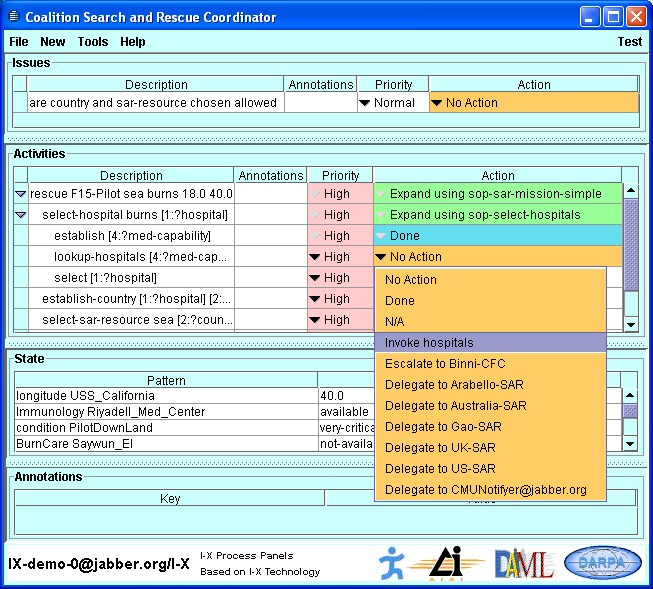 Coalition Search and Rescue Coordinator
File New Tools Help Test
Issues
Description Annotations Priority Action
are country and sar-resource chosen allowed Normal No Action
Activities
Description Annotations Priority Action
rescue F15-Pilot sea burns 18.0 40.0 High Expand using sop-sar-mission-simple
select-hospital burns [1:?hospital] High Expand using sop-select-hospitals
establish [4:?med-capability] High Done
lookup-hospitals [4:?med-cap... High No Action
select [1:?hospital] High
establish-country [1:?hospital] [2:... High
select-sar-resource sea [2:?coun... High
No Action
Done
N/A
Invoke hospitals
Escalate to Binni-CFC
Delegate to Arabello-SAR
Delegate to Australia-SAR
Delegate to Gao-SAR
Delegate to UK-SAR
Delegate to US-SAR
Delegate to CMUNotifyer@jabber.org
State
Pattern
longitude USS_California 40.0
Immunology Riyadell_Med_Center available
condition PilotDownLand very-critica
BurnCare Saywun_El not-availa
Annotations
Key
IX-demo-0@jabber.org/I-X
I-X Process Panels
Based on I-X Technology
AIAI
DAML
DARPA